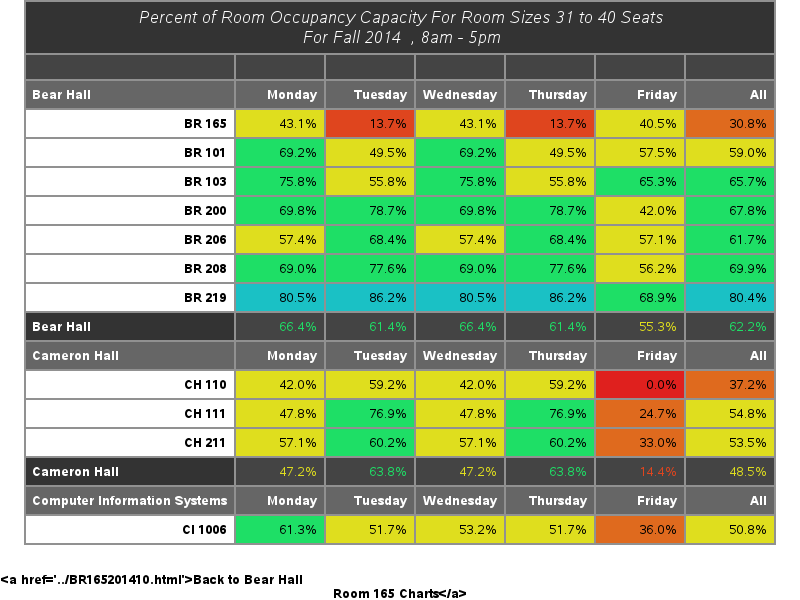 Percent of Room Occupancy Capacity For Room Sizes 31 to 40 Seats
For Fall 2014 , 8am - 5pm
Bear Hall Monday Tuesday Wednesday Thursday Friday All
BR 165 43.1% 13.7% 43.1% 13.7% 40.5% 30.8%
BR 101 69.2% 49.5% 69.2% 49.5% 57.5% 59.0%
BR 103 75.8% 55.8% 75.8% 55.8% 65.3% 65.7%
BR 200 69.8% 78.7% 69.8% 78.7% 42.0% 67.8%
BR 206 57.4% 68.4% 57.4% 68.4% 57.1% 61.7%
BR 208 69.0% 77.6% 69.0% 77.6% 56.2% 69.9%
BR 219 80.5% 86.2% 80.5% 86.2% 68.9% 80.4%
Bear Hall 66.4% 61.4% 66.4% 61.4% 55.3% 62.2%
Cameron Hall Monday Tuesday Wednesday Thursday Friday All
CH 110 42.0% 59.2% 42.0% 59.2% 0.0% 37.2%
CH 111 47.8% 76.9% 47.8% 76.9% 24.7% 54.8%
CH 211 57.1% 60.2% 57.1% 60.2% 33.0% 53.5%
Cameron Hall 47.2% 63.8% 47.2% 63.8% 14.4% 48.5%
Computer Information Systems Monday Tuesday Wednesday Thursday Friday All
CI 1006 61.3% 51.7% 53.2% 51.7% 36.0% 50.8%
<a href='../BR165201410.html'>Back to Bear Hall
Room 165 Charts</a>